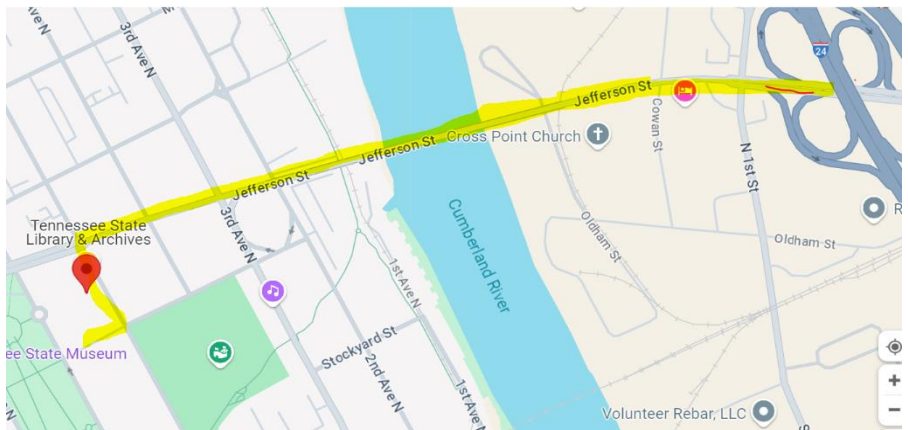 3rd Ave N
24
Jefferson St
Cowan St
Cross Point Church
Jefferson St
N 1st St
Jefferson St
Tennessee State
Library & Archives
3rd Ave N
Cumberland River
Oldham St
R
Oldham St
1st Ave N
ee State Museum
Stockyard St
2nd Ave N
1st Ave N
Volunteer Rebar, LLC
S
+
−